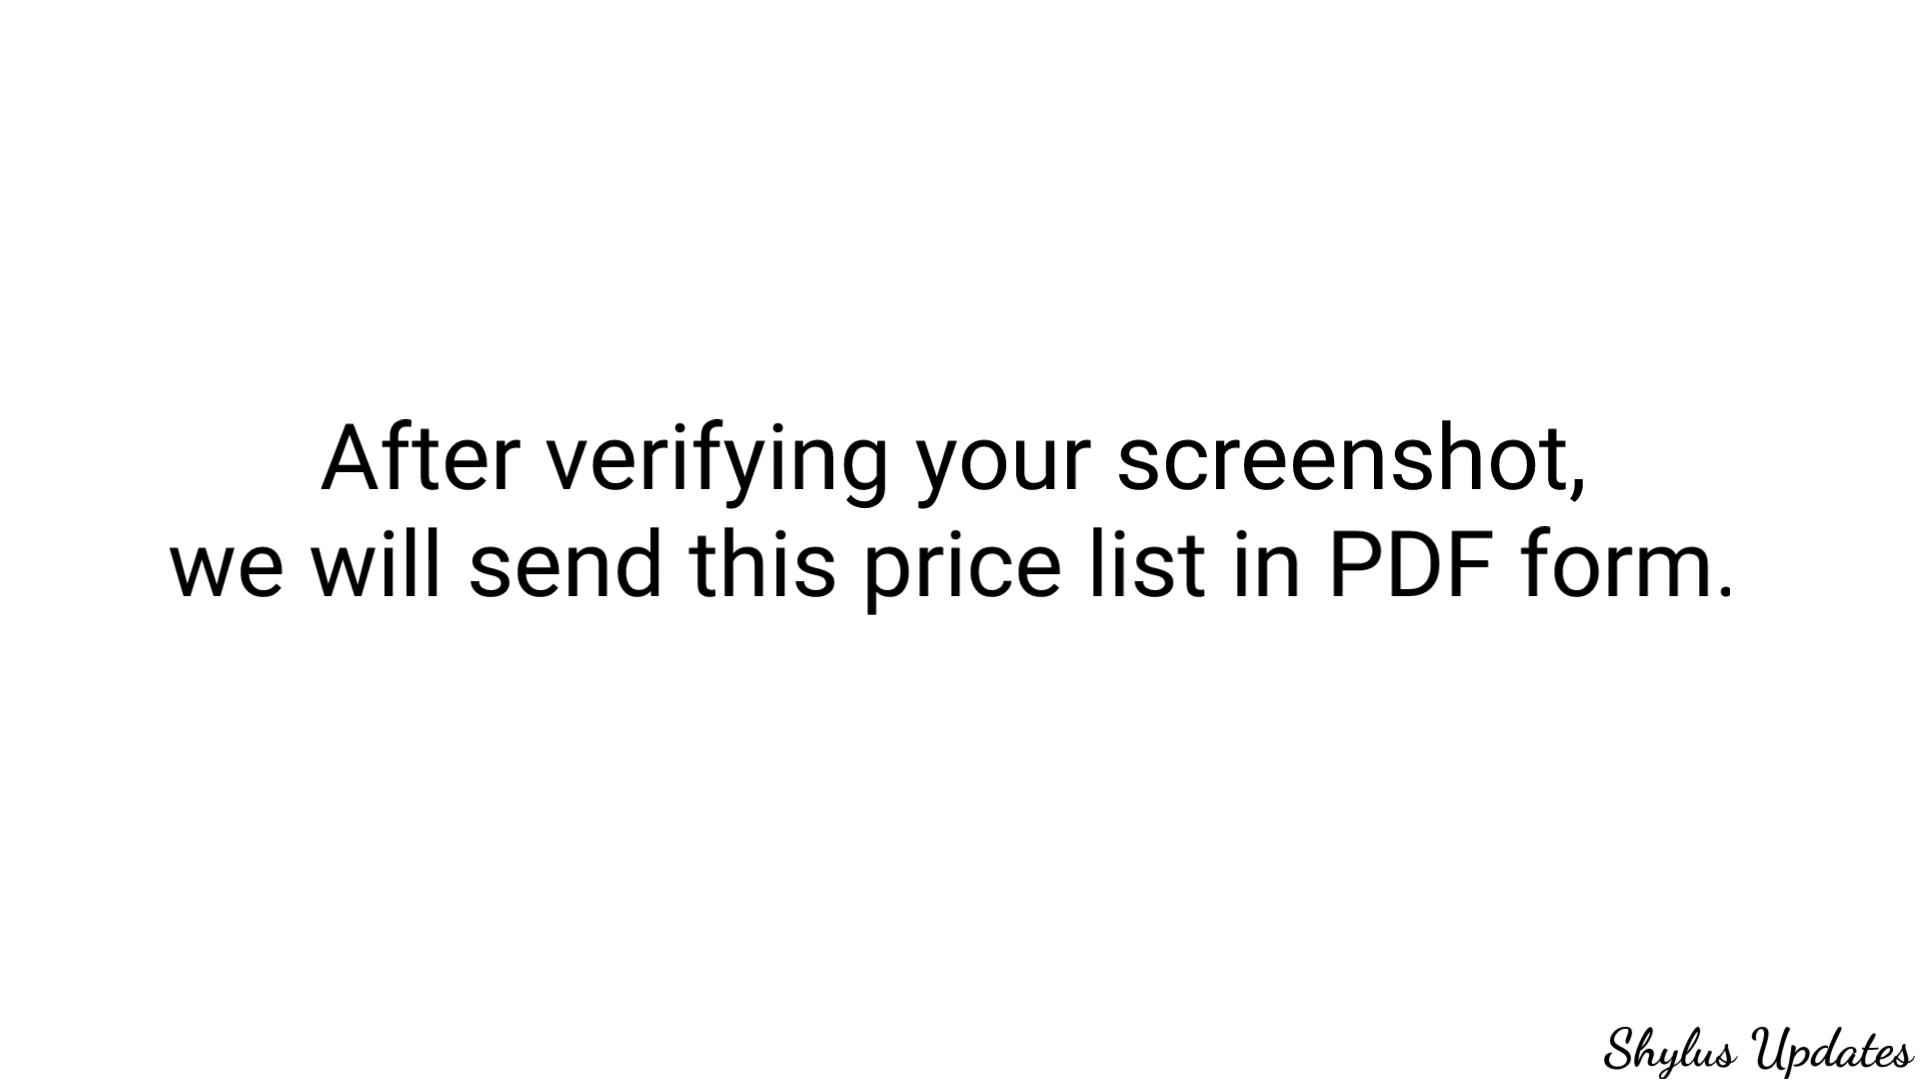 After verifying your screenshot,
we will send this price list in PDF form.
Shylus Updates